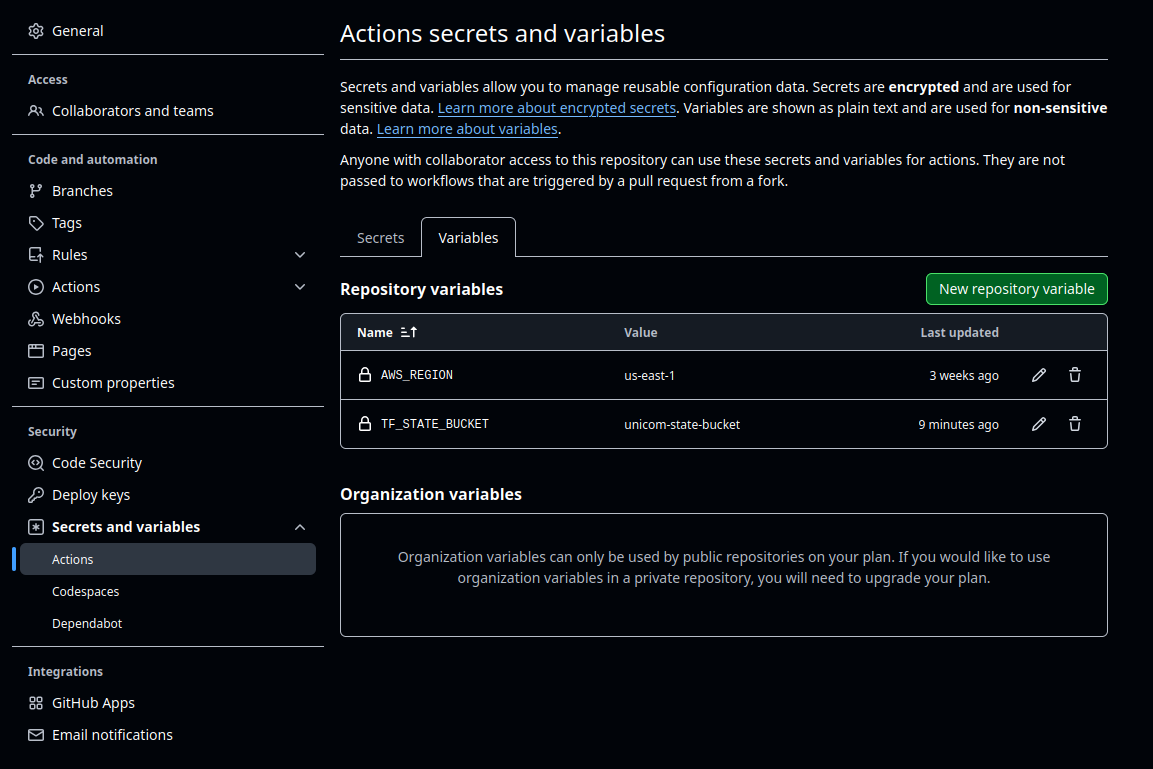 General
Access
Collaborators and teams
Code and automation
Branches
Tags
Rules
Actions
Webhooks
Pages
Custom properties
Security
Code Security
Deploy keys
Secrets and variables
Actions
Codespaces
Dependabot
Integrations
GitHub Apps
Email notifications
Actions secrets and variables
Secrets and variables allow you to manage reusable configuration data. Secrets are encrypted and are used for
sensitive data. Learn more about encrypted secrets. Variables are shown as plain text and are used for non-sensitive
data. Learn more about variables.
Anyone with collaborator access to this repository can use these secrets and variables for actions. They are not
passed to workflows that are triggered by a pull request from a fork.
Secrets Variables
Repository variables New repository variable
Name Value Last updated
AWS_REGION us-east-1 3 weeks ago
TF_STATE_BUCKET unicom-state-bucket 9 minutes ago
Organization variables
Organization variables can only be used by public repositories on your plan. If you would like to use
organization variables in a private repository, you will need to upgrade your plan.